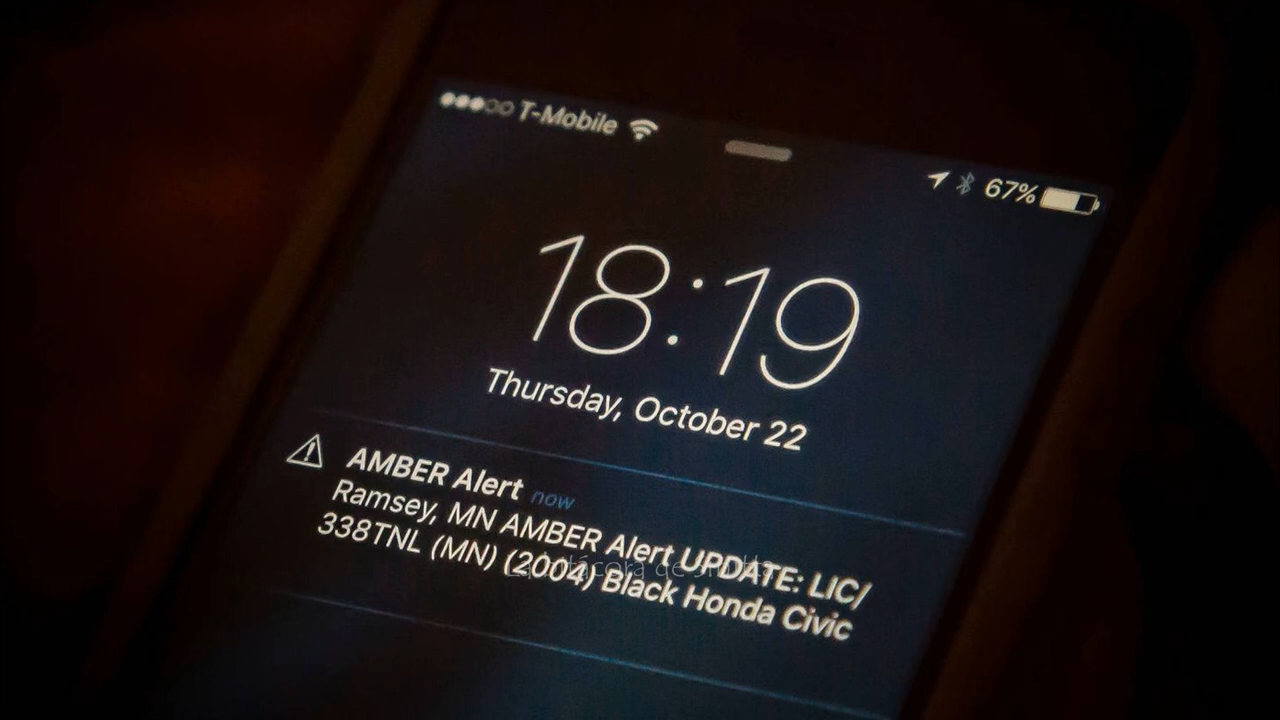 T-Mobile
67%
18:19
Thursday, October 22
AMBER Alert now
Ramsey, MN AMBER Alert UPDATE: LIC/
338TNL (MN) (2004) Black Honda Civic